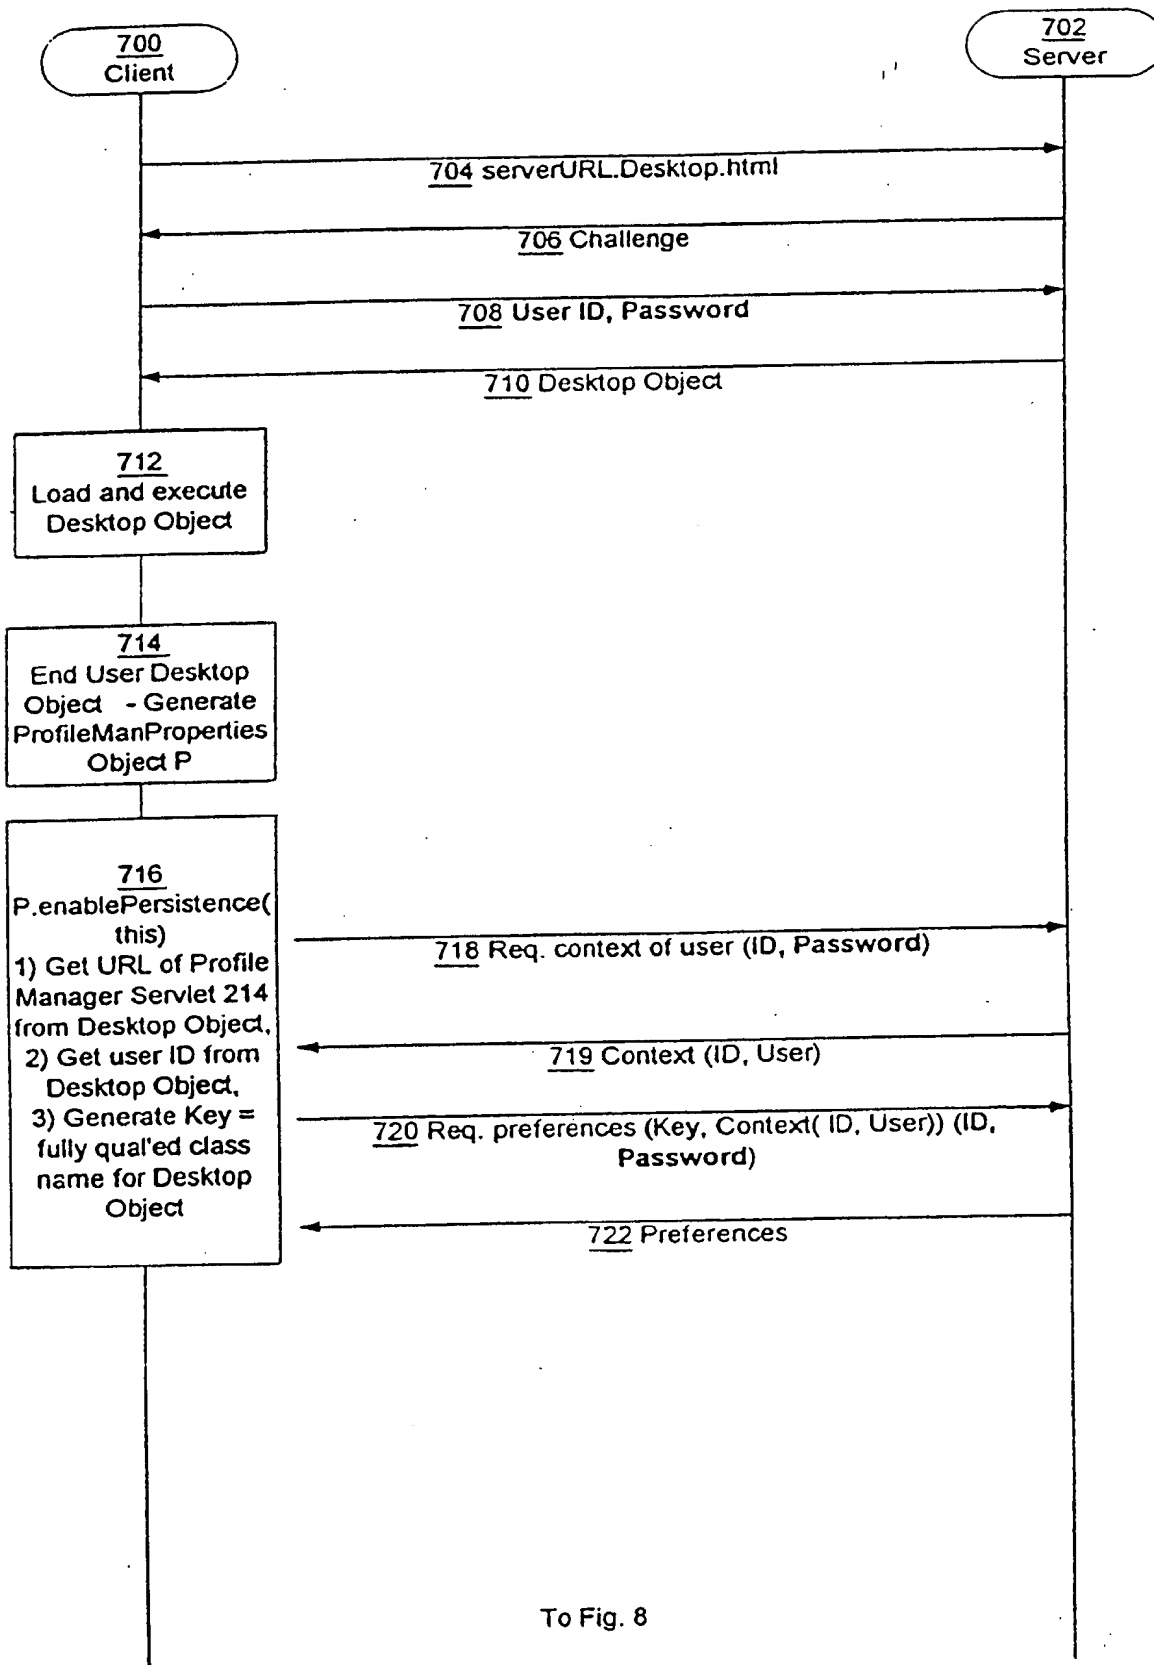 700
Client
702
Server
704 serverURL.Desktop.html
706 Challenge
708 User ID, Password
710 Desktop Object
712
Load and execute
Desktop Object
714
End User Desktop
Object - Generate
ProfileManProperties
Object P
716
P.enablePersistence(
this)
1) Get URL of Profile
Manager Servlet 214
from Desktop Object,
2) Get user ID from
Desktop Object,
3) Generate Key =
fully qual'ed class
name for Desktop
Object
718 Req. context of user (ID, Password)
719 Context (ID, User)
720 Req. preferences (Key, Context( ID, User)) (ID,
Password)
722 Preferences
To Fig. 8